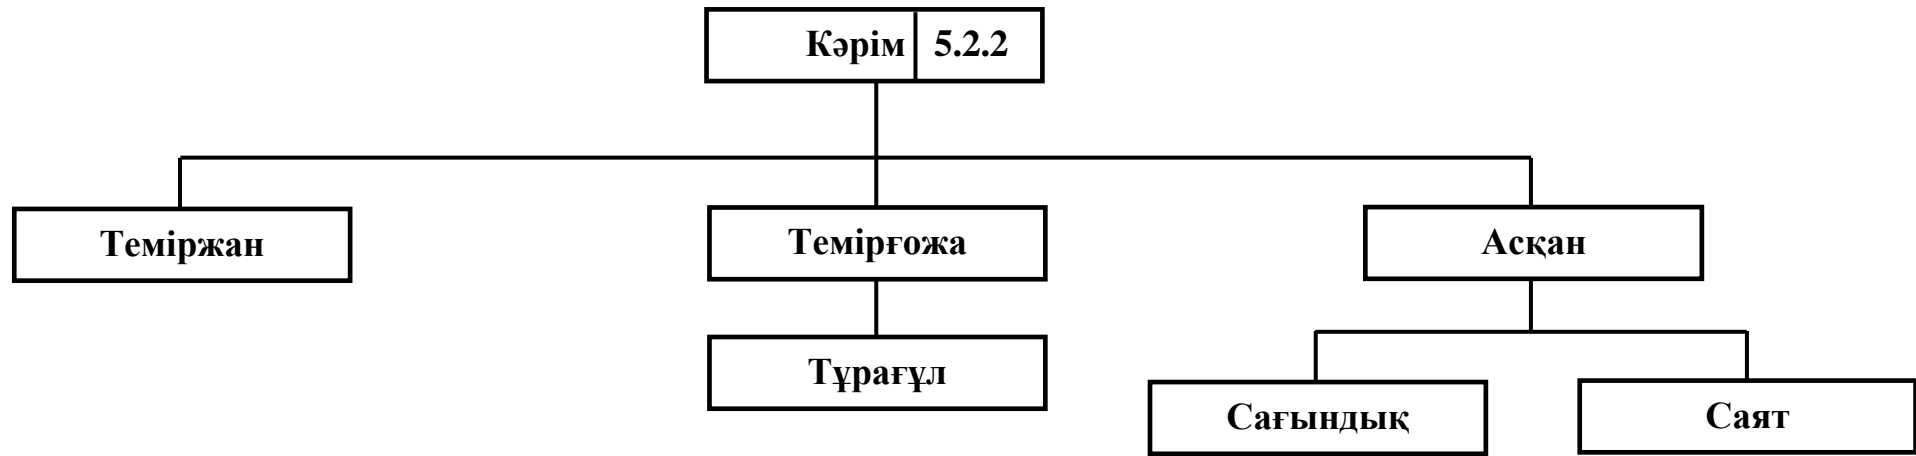 Кәрім 5.2.2
Теміржан
Темірғожа
Асқан
Тұрағұл
Сағындық
Саят